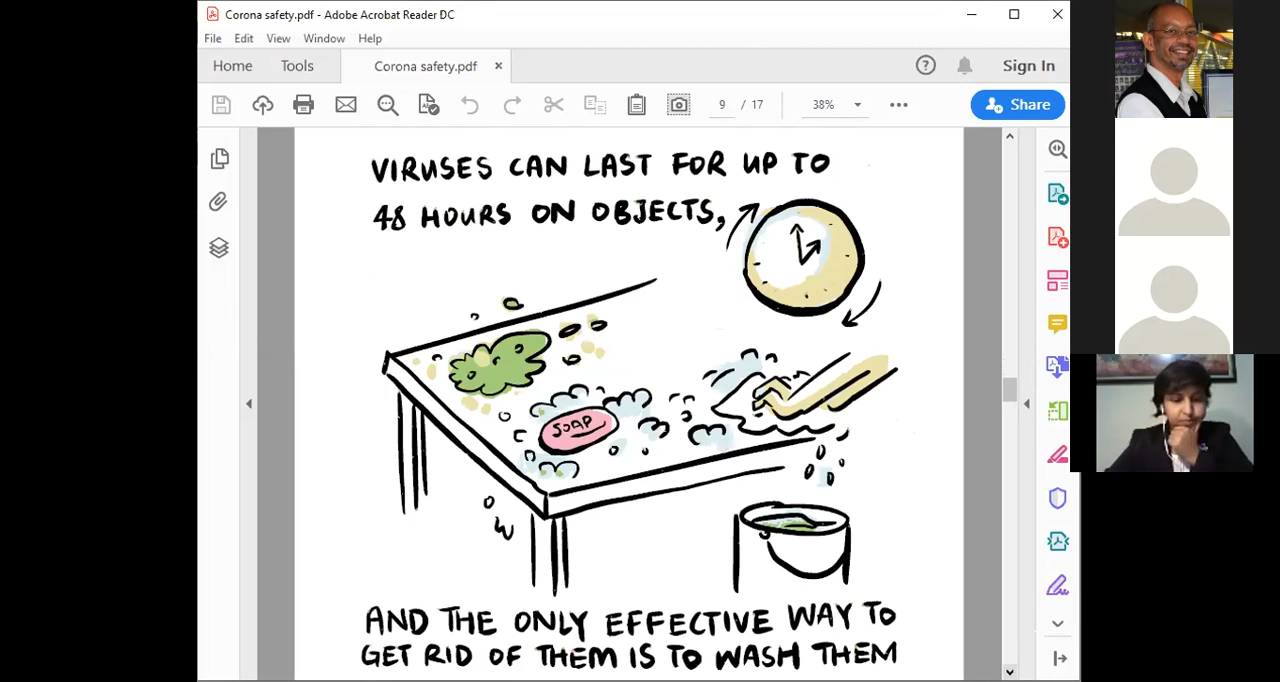 Corona safety.pdf - Adobe Acrobat Reader DC
File Edit View Window Help
Home Tools Corona safety.pdf Sign In
9 / 17 38% Share
VIRUSES CAN LAST FOR UP TO
48 HOURS ON OBJECTS,
SOAP
AND THE ONLY EFFECTIVE WAY TO
GET RID OF THEM IS TO WASH THEM